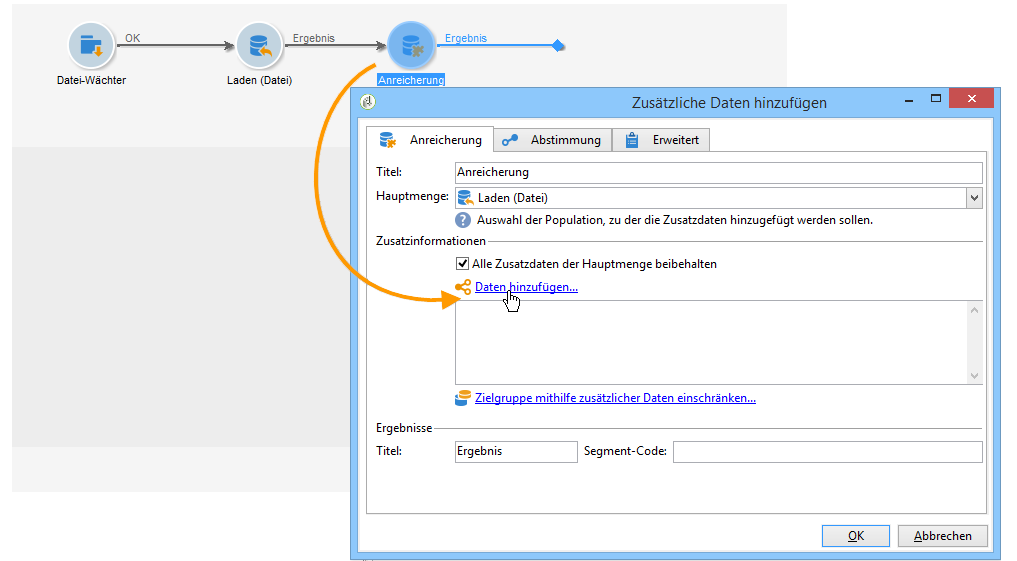 OK
Ergebnis
Ergebnis
Datei-Wächter
Laden (Datei)
Anreicherung
Zusätzliche Daten hinzufügen
Anreicherung
Abstimmung
Erweitert
Titel:
Anreicherung
Hauptmenge:
Laden (Datei)
Auswahl der Population, zu der die Zusatzdaten hinzugefügt werden sollen.
Zusatzinformationen
Alle Zusatzdaten der Hauptmenge beibehalten
Daten hinzufügen...
Zielgruppe mithilfe zusätzlicher Daten einschränken...
Ergebnisse
Titel:
Ergebnis
Segment-Code:
OK
Abbrechen